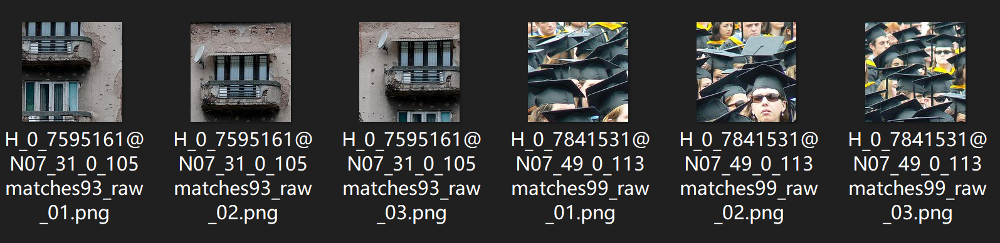 H_0_7595161@
N07_31_0_105
matches93_raw
_01.png
H_0_7595161@
N07_31_0_105
matches93_raw
_02.png
H_0_7595161@
N07_31_0_105
matches93_raw
_03.png
H_0_7841531@
N07_49_0_113
matches99_raw
_01.png
H_0_7841531@
N07_49_0_113
matches99_raw
_02.png
H_0_7841531@
N07_49_0_113
matches99_raw
_03.png